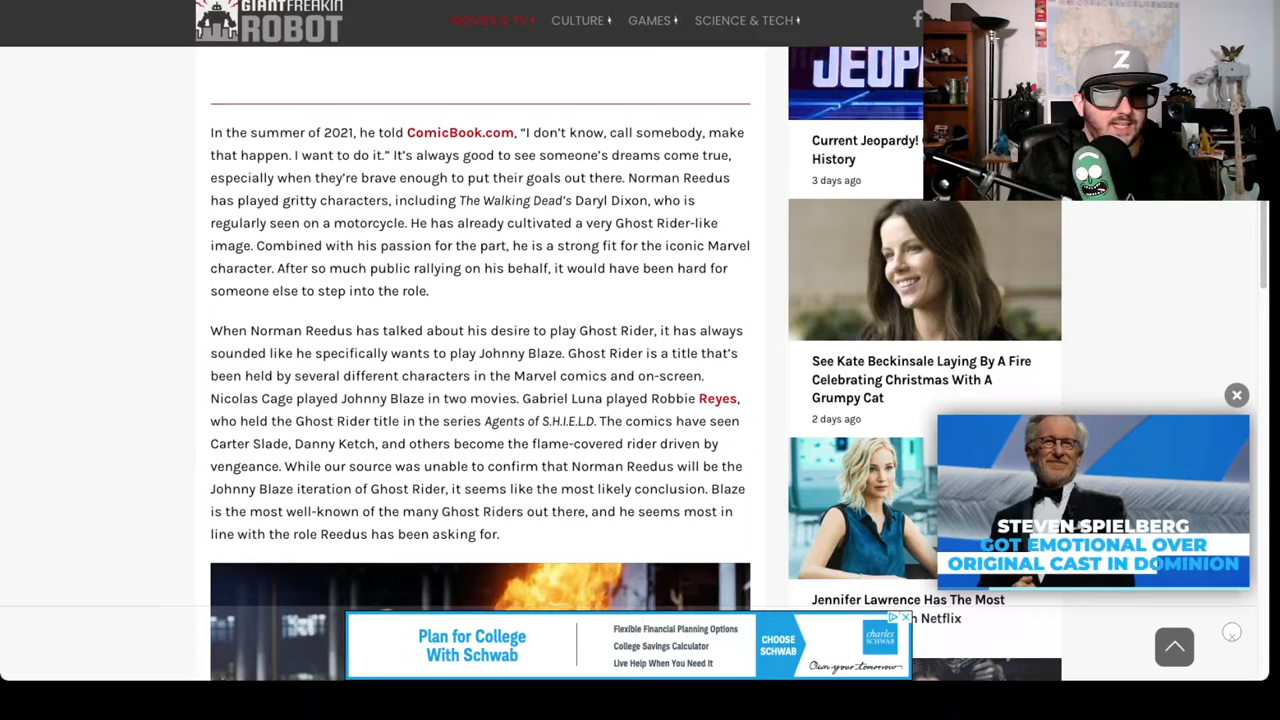 GIANT FREAKIN
ROBOT
MOVIES & TV
CULTURE
GAMES
SCIENCE & TECH
In the summer of 2021, he told ComicBook.com, “I don’t know, call somebody, make
that happen. I want to do it.” It’s always good to see someone’s dreams come true,
especially when they’re brave enough to put their goals out there. Norman Reedus
has played gritty characters, including The Walking Dead’s Daryl Dixon, who is
regularly seen on a motorcycle. He has already cultivated a very Ghost Rider-like
image. Combined with his passion for the part, he is a strong fit for the iconic Marvel
character. After so much public rallying on his behalf, it would have been hard for
someone else to step into the role.
When Norman Reedus has talked about his desire to play Ghost Rider, it has always
sounded like he specifically wants to play Johnny Blaze. Ghost Rider is a title that’s
been held by several different characters in the Marvel comics and on-screen.
Nicolas Cage played Johnny Blaze in two movies. Gabriel Luna played Robbie Reyes,
who held the Ghost Rider title in the series Agents of S.H.I.E.L.D. The comics have seen
Carter Slade, Danny Ketch, and others become the flame-covered rider driven by
vengeance. While our source was unable to confirm that Norman Reedus will be the
Johnny Blaze iteration of Ghost Rider, it seems like the most likely conclusion. Blaze
is the most well-known of the many Ghost Riders out there, and he seems most in
line with the role Reedus has been asking for.
JEOP
Current Jeopardy!
History
3 days ago
See Kate Beckinsale Laying By A Fire
Celebrating Christmas With A
Grumpy Cat
2 days ago
Jennifer Lawrence Has The Most
Netflix
Z
STEVEN SPIELBERG
GOT EMOTIONAL OVER
ORIGINAL CAST IN DOMINION
Plan for College
With Schwab
Flexible Financial Planning Options
College Savings Calculator
Live Help When You Need It
CHOOSE
SCHWAB
charles
SCHWAB
Own your tomorrow.